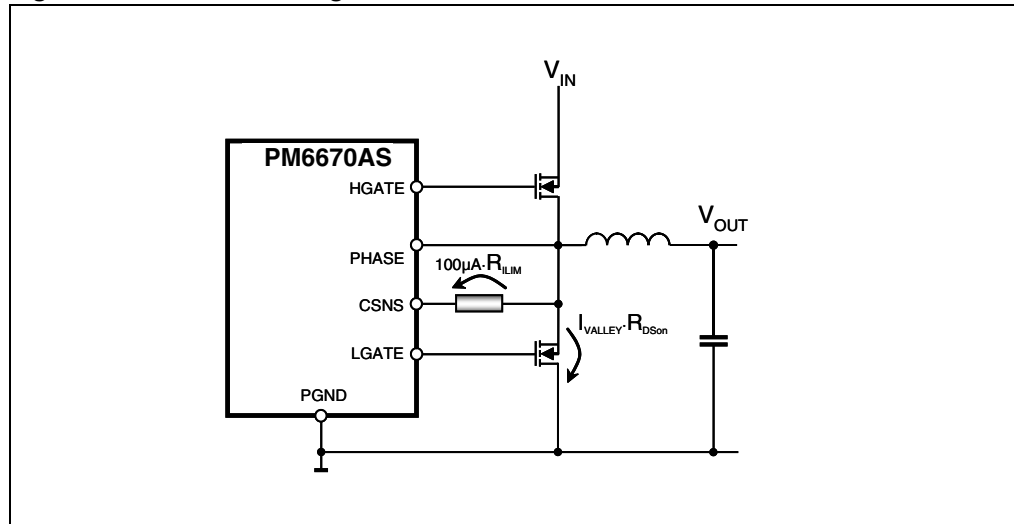 V_IN
PM6670AS
HGATE
V_OUT
PHASE
100µA·R_ILIM
CSNS
I_VALLEY·R_DSon
LGATE
PGND